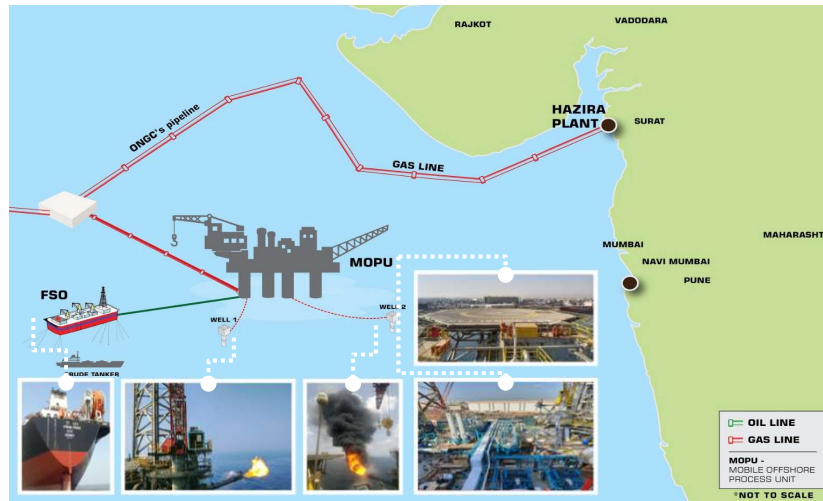 RAJKOT
VADODARA
ONGC's pipeline
HAZIRA
PLANT
SURAT
GAS LINE
MUMBAI
MAHARASHT
NAVI MUMBAI
PUNE
MOPU
FSO
WELL 1
WELL 2
RUDE TANKER
OIL LINE
GAS LINE
MOPU -
MOBILE OFFSHORE
PROCESS UNIT
*NOT TO SCALE